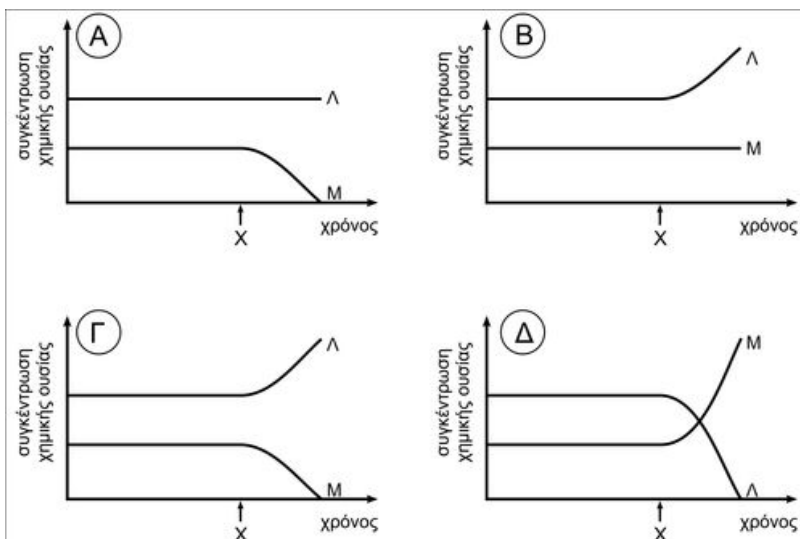 Α
συγκέντρωση
χημικής ουσίας
Λ
Μ
Χ
χρόνος
Β
συγκέντρωση
χημικής ουσίας
Λ
Μ
Χ
χρόνος
Γ
συγκέντρωση
χημικής ουσίας
Λ
Μ
Χ
χρόνος
Δ
συγκέντρωση
χημικής ουσίας
Μ
Λ
Χ
χρόνος